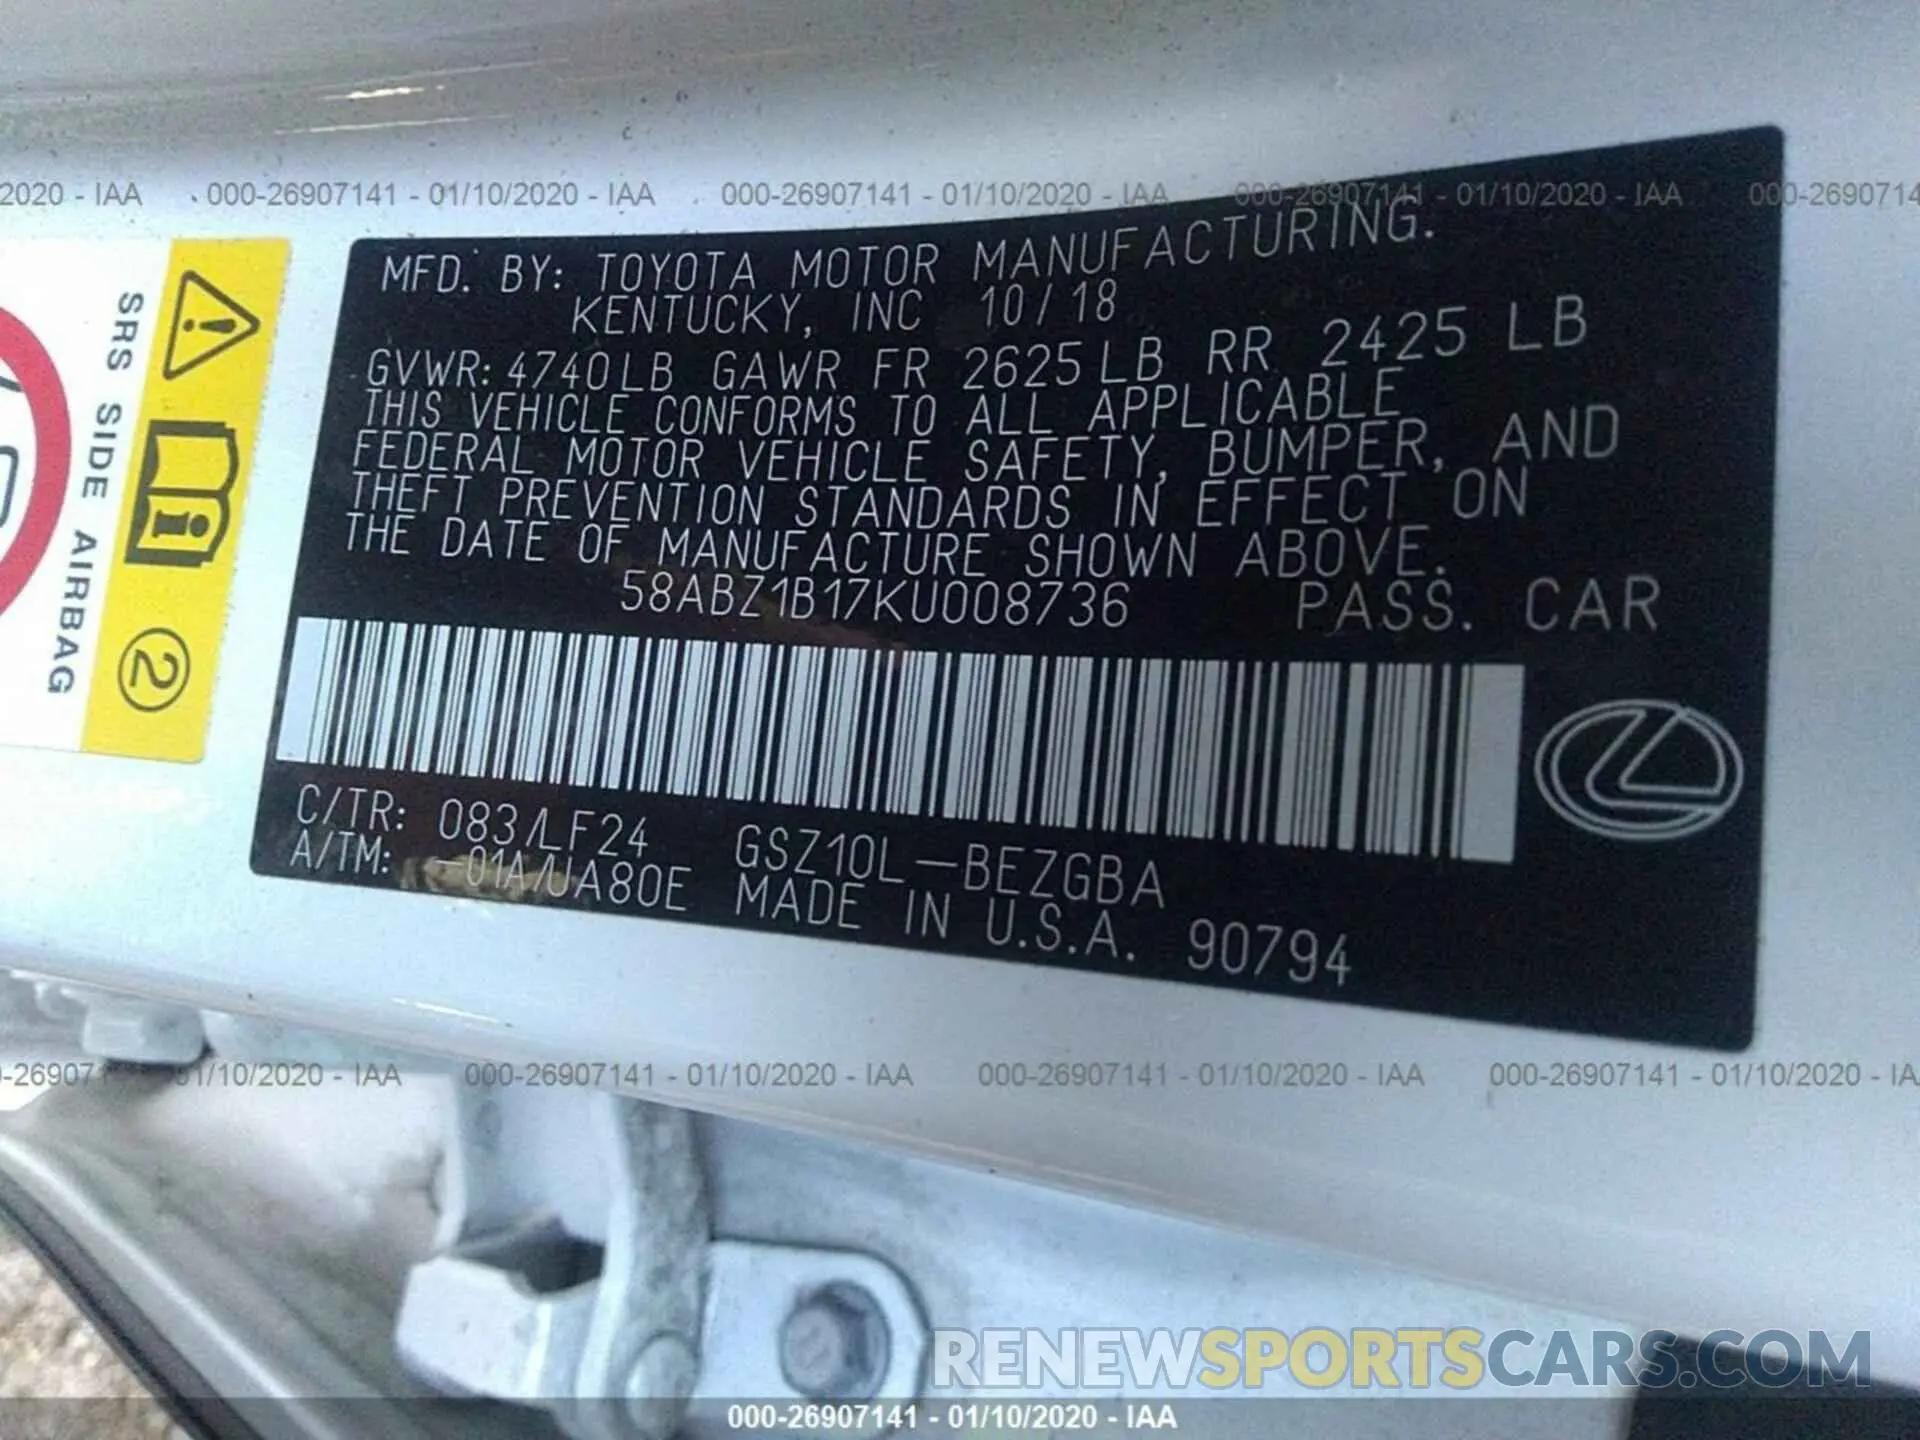 2020 - IAA 000-26907141 - 01/10/2020 - IAA 000-26907141 - 01/10/2020 - IAA 000-26907141 - 01/10/2020 - IAA 000-2690714
SRS SIDE AIRBAG
2
MFD. BY: TOYOTA MOTOR MANUFACTURING.
KENTUCKY, INC 10/18
GVWR: 4740LB GAWR FR 2625LB RR 2425 LB
THIS VEHICLE CONFORMS TO ALL APPLICABLE
FEDERAL MOTOR VEHICLE SAFETY, BUMPER, AND
THEFT PREVENTION STANDARDS IN EFFECT ON
THE DATE OF MANUFACTURE SHOWN ABOVE.
58ABZ1B17KU008736 PASS. CAR
C/TR: 083/LF24 GSZ10L-BEZGBA
A/TM: -01A/UA80E MADE IN U.S.A. 90794
01/10/2020 - IAA 000-26907141 - 01/10/2020 - IAA 000-26907141 - 01/10/2020 - IAA 000-26907141 - 01/10/2020 - IA
RENEWSPORTSCARS.COM
000-26907141 - 01/10/2020 - IAA